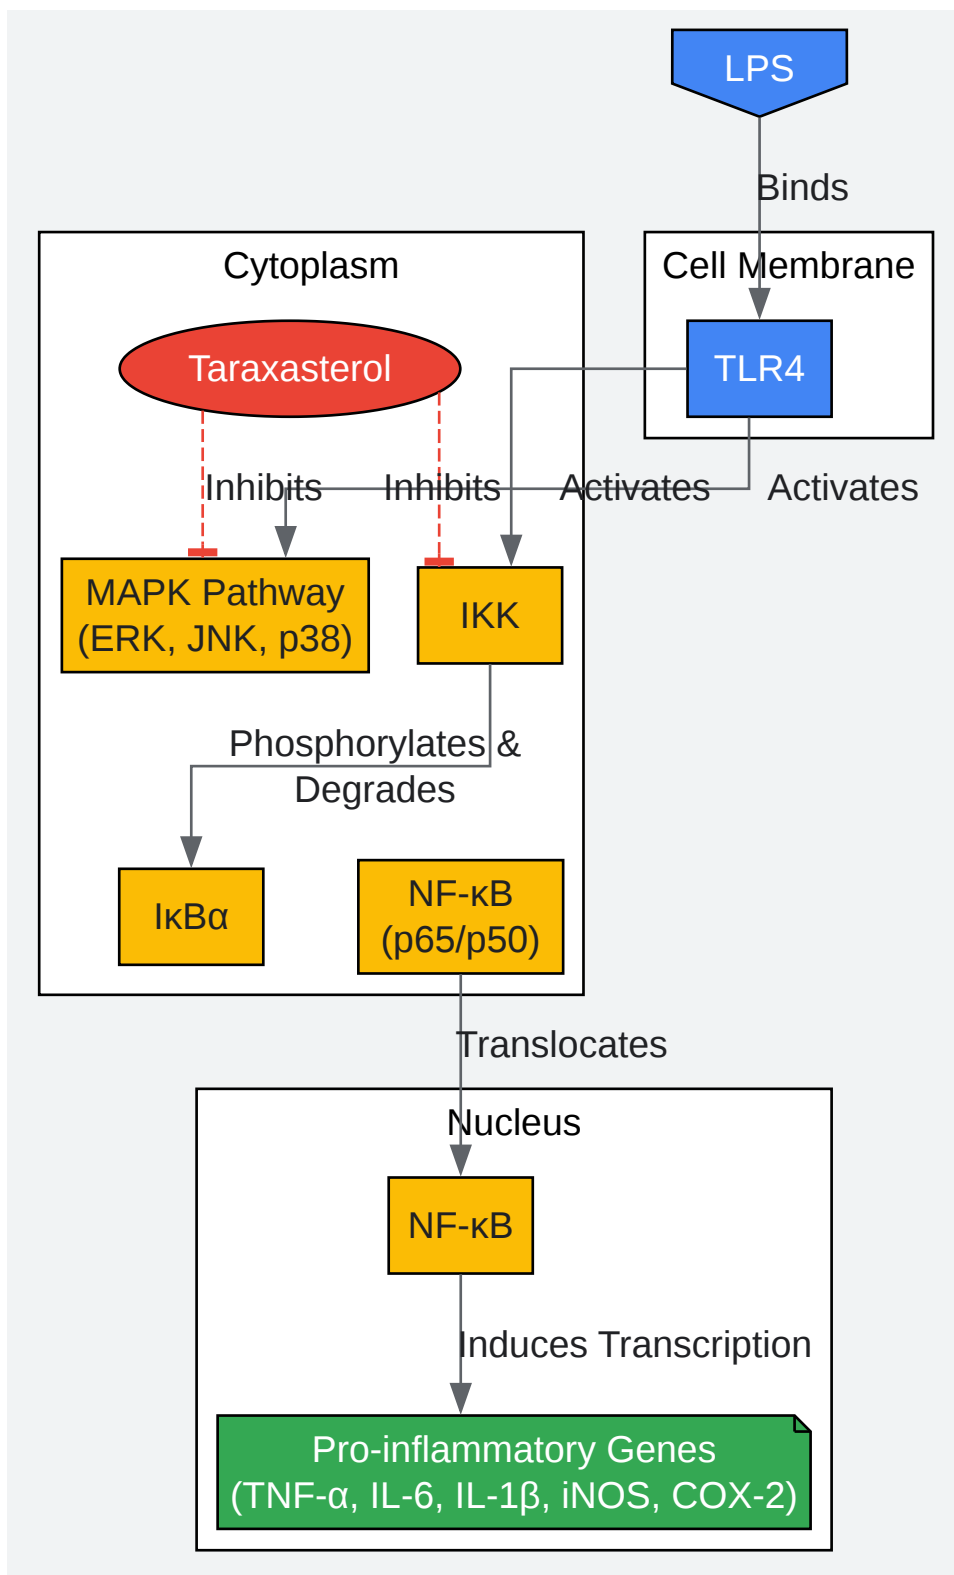 LPS
Binds
Cytoplasm
Cell Membrane
Taraxasterol
TLR4
Inhibits
Inhibits
Activates
Activates
MAPK Pathway
(ERK, JNK, p38)
IKK
Phosphorylates &
Degrades
IκBα
NF-κB
(p65/p50)
Translocates
Nucleus
NF-κB
Induces Transcription
Pro-inflammatory Genes
(TNF-α, IL-6, IL-1β, iNOS, COX-2)